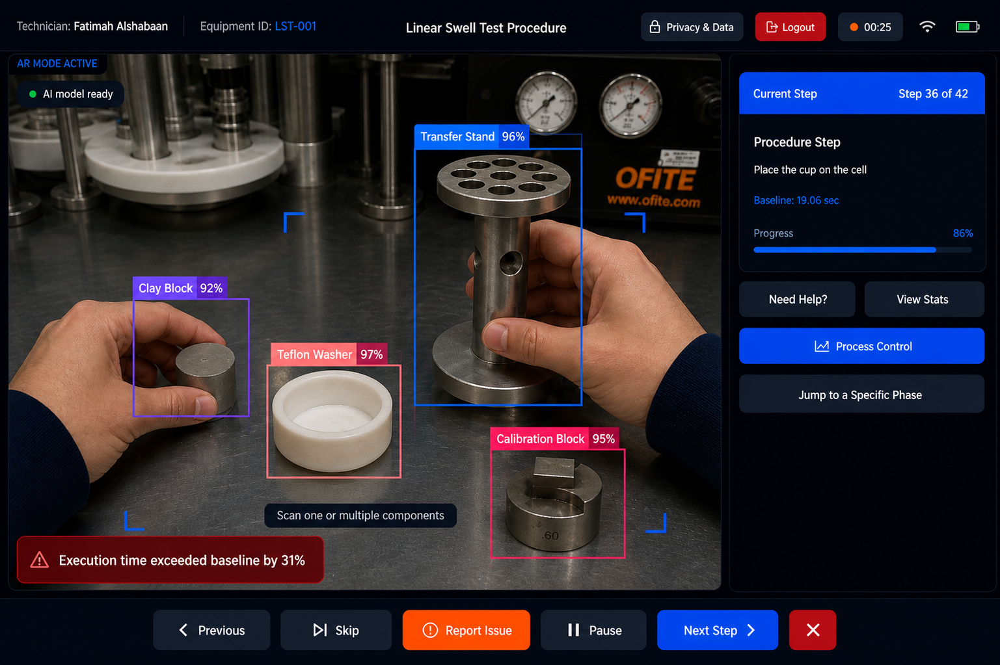 Technician: Fatimah Alshabaan
Equipment ID: LST-001
Linear Swell Test Procedure
Privacy & Data
Logout
00:25
AR MODE ACTIVE
AI model ready
Transfer Stand 96%
OFITE
www.ofite.com
Clay Block 92%
Teflon Washer 97%
Calibration Block 95%
.60
Scan one or multiple components
Execution time exceeded baseline by 31%
Current Step
Step 36 of 42
Procedure Step
Place the cup on the cell
Baseline: 19.06 sec
Progress
86%
Need Help?
View Stats
Process Control
Jump to a Specific Phase
Previous
Skip
Report Issue
Pause
Next Step